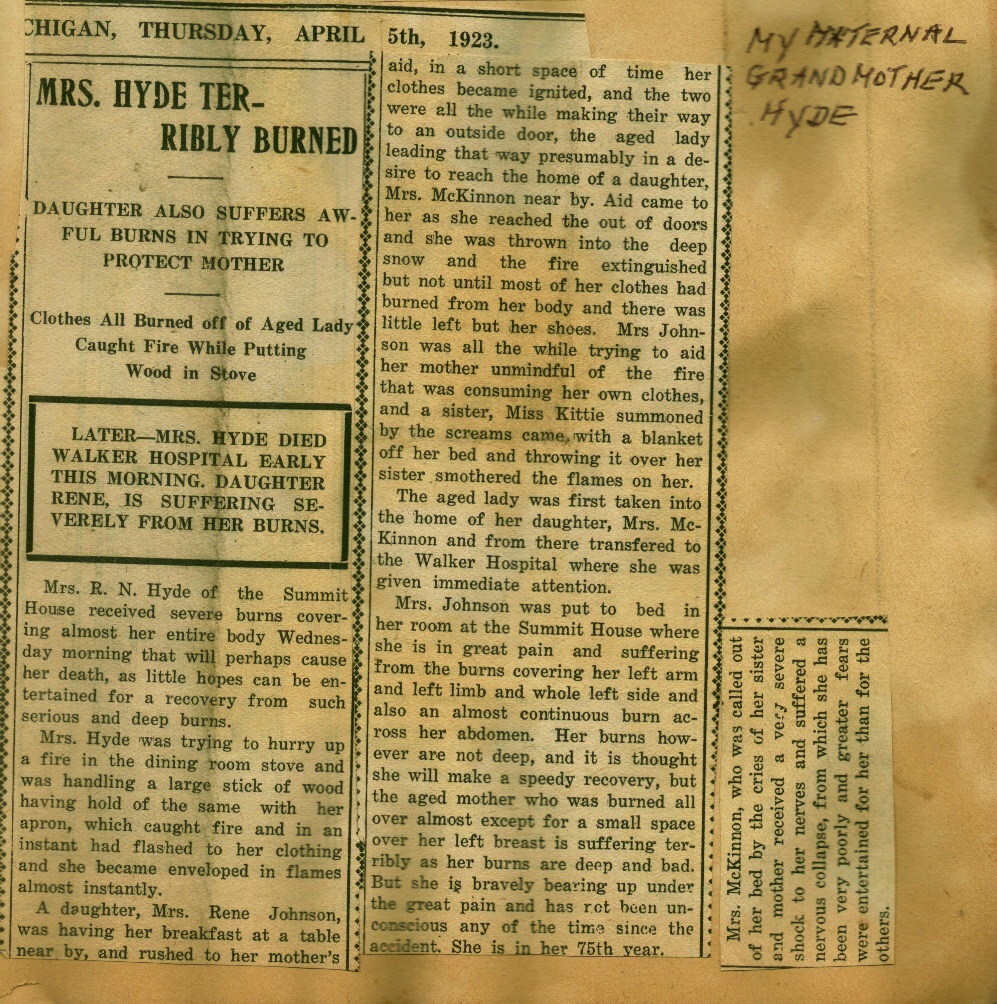 CHIGAN, THURSDAY, APRIL 5th, 1923.
MRS. HYDE TER-
RIBLY BURNED
DAUGHTER ALSO SUFFERS AW-
FUL BURNS IN TRYING TO
PROTECT MOTHER
Clothes All Burned off of Aged Lady
Caught Fire While Putting
Wood in Stove
LATER—MRS. HYDE DIED
WALKER HOSPITAL EARLY
THIS MORNING. DAUGHTER
RENE, IS SUFFERING SE-
VERELY FROM HER BURNS.
Mrs. R. N. Hyde of the Summit
House received severe burns cover-
ing almost her entire body Wednes-
day morning that will perhaps cause
her death, as little hopes can be en-
tertained for a recovery from such
serious and deep burns.
Mrs. Hyde was trying to hurry up
a fire in the dining room stove and
was handling a large stick of wood
having hold of the same with her
apron, which caught fire and in an
instant had flashed to her clothing
and she became enveloped in flames
almost instantly.
A daughter, Mrs. Rene Johnson,
was having her breakfast at a table
near by, and rushed to her mother's
aid, in a short space of time her
clothes became ignited, and the two
were all the while making their way
to an outside door, the aged lady
leading that way presumably in a de-
sire to reach the home of a daughter,
Mrs. McKinnon near by. Aid came to
her as she reached the out of doors
and she was thrown into the deep
snow and the fire extinguished
but not until most of her clothes had
burned from her body and there was
little left but her shoes. Mrs John-
son was all the while trying to aid
her mother unmindful of the fire
that was consuming her own clothes,
and a sister, Miss Kittie summoned
by the screams came, with a blanket
off her bed and throwing it over her
sister smothered the flames on her.
The aged lady was first taken into
the home of her daughter, Mrs. Mc-
Kinnon and from there transfered to
the Walker Hospital where she was
given immediate attention.
Mrs. Johnson was put to bed in
her room at the Summit House where
she is in great pain and suffering
from the burns covering her left arm
and left limb and whole left side and
also an almost continuous burn ac-
ross her abdomen. Her burns how-
ever are not deep, and it is thought
she will make a speedy recovery, but
the aged mother who was burned all
over almost except for a small space
over her left breast is suffering ter-
ribly as her burns are deep and bad.
But she is bravely bearing up under
the great pain and has not been un-
conscious any of the time since the
accident. She is in her 75th year.
Mrs. McKinnon, who was called out
of her bed by the cries of her sister
and mother received a very severe
shock to her nerves and suffered a
nervous collapse, from which she has
been very poorly and greater fears
were entertained for her than for the
others.
MY MATERNAL
GRANDMOTHER
HYDE